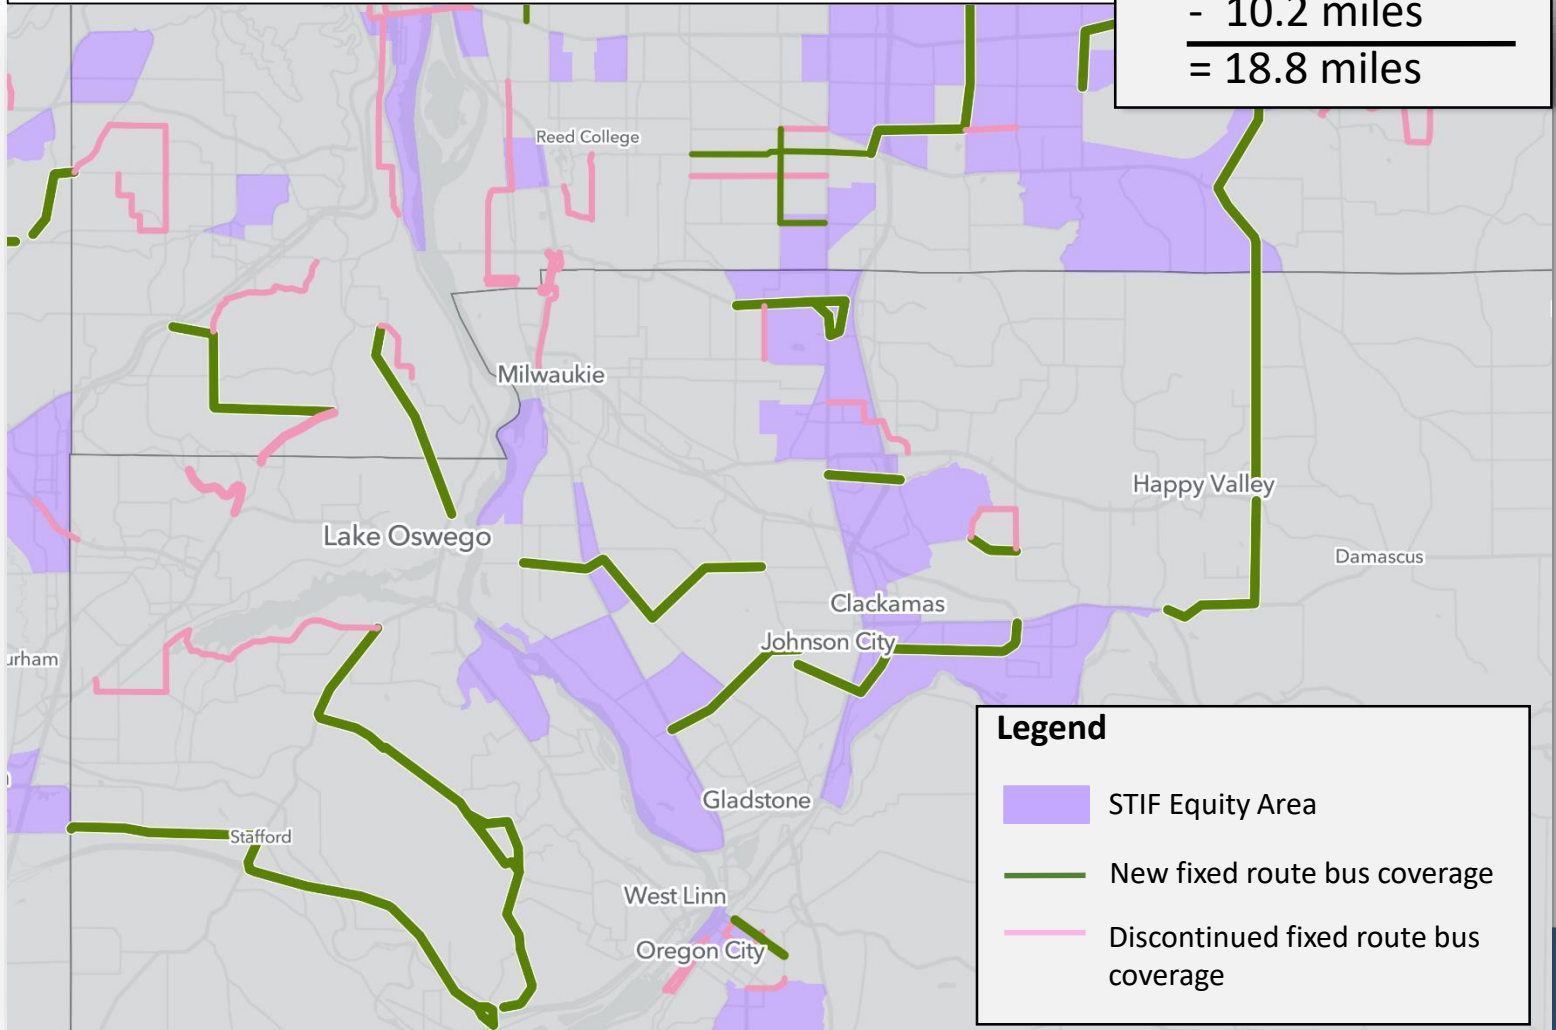 - 10.2 miles
= 18.8 miles
Reed College
Milwaukie
Happy Valley
Lake Oswego
Damascus
Clackamas
Johnson City
urham
Legend
STIF Equity Area
Gladstone
Stafford
New fixed route bus coverage
West Linn
Discontinued fixed route bus
coverage
Oregon City